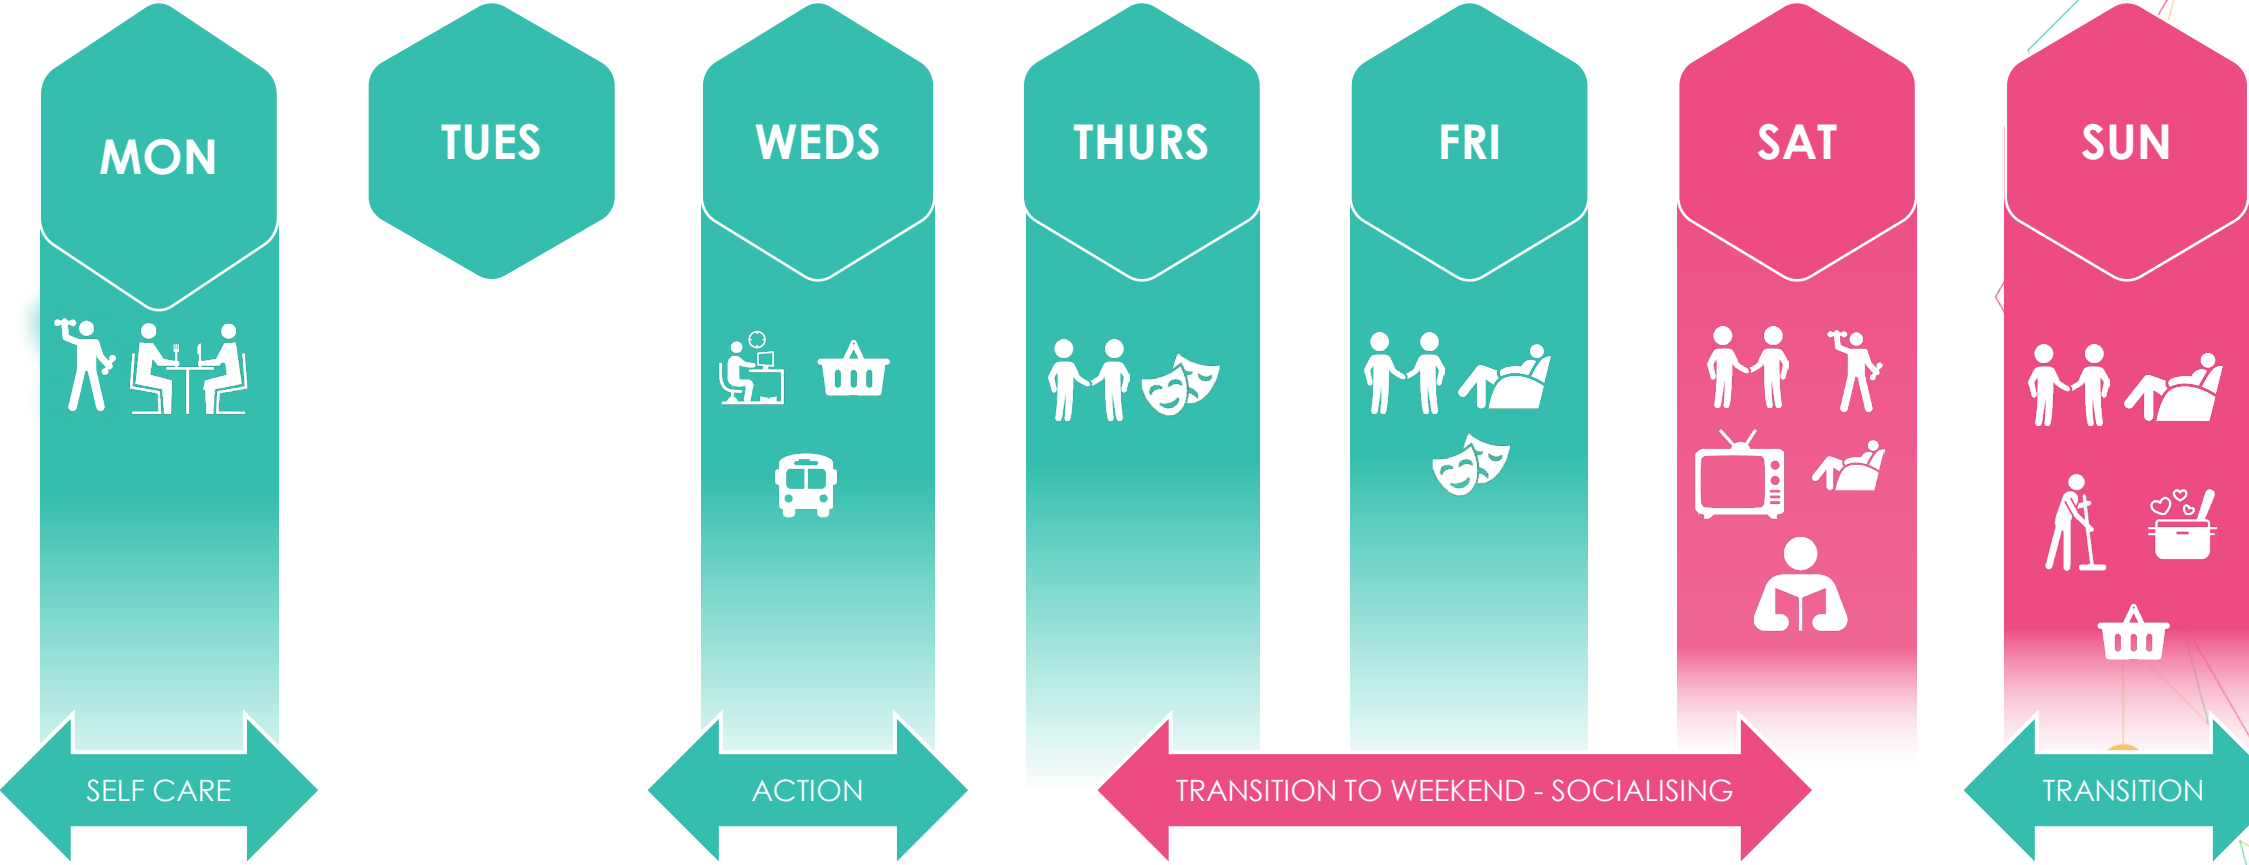 MON
TUES
WEDS
THURS
FRI
SAT
SUN
SELF CARE
ACTION
TRANSITION TO WEEKEND - SOCIALISING
TRANSITION